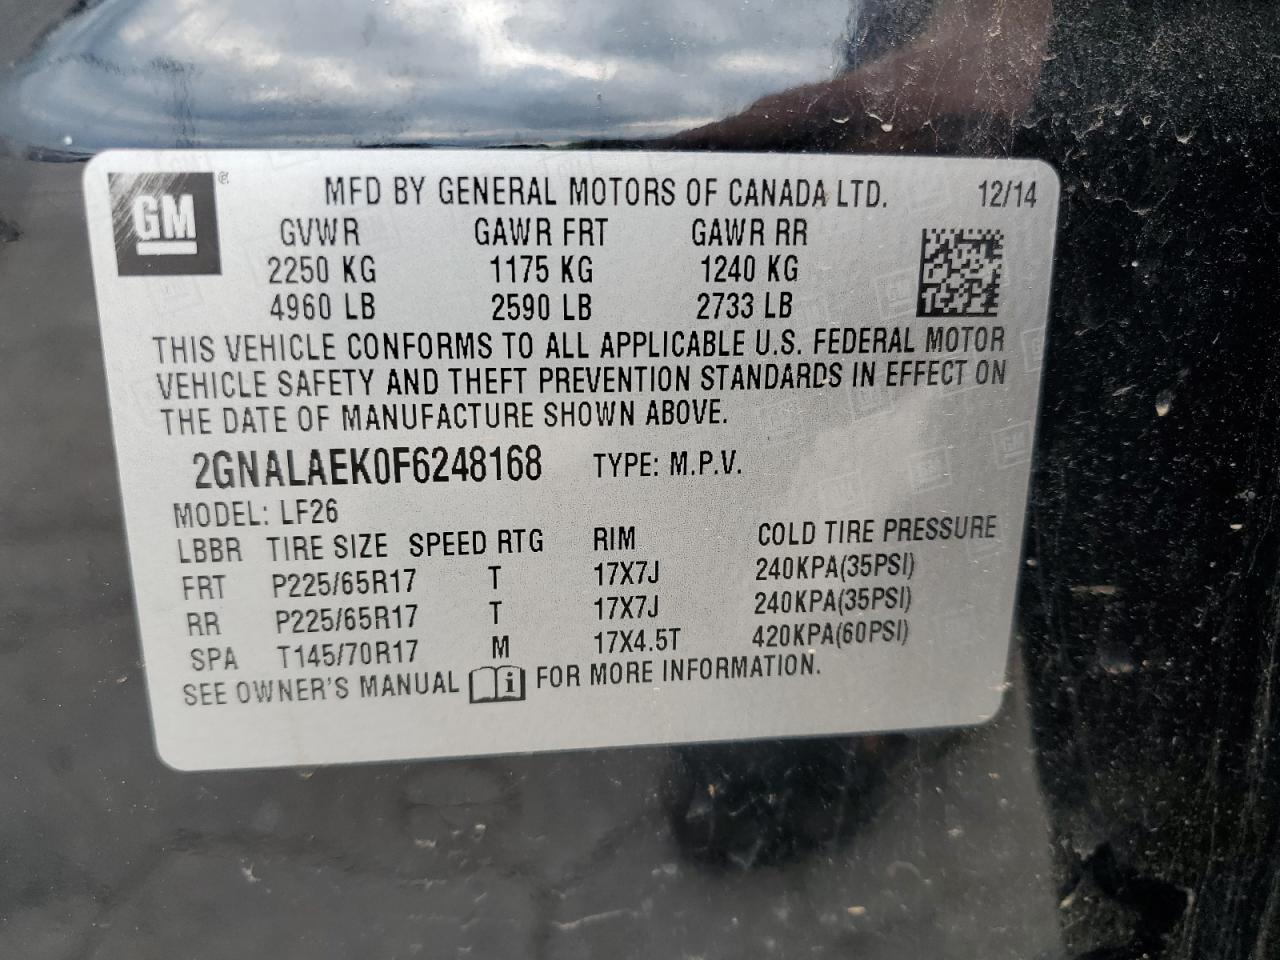 GM
MFD BY GENERAL MOTORS OF CANADA LTD. 12/14
GVWR GAWR FRT GAWR RR
2250 KG 1175 KG 1240 KG
4960 LB 2590 LB 2733 LB
THIS VEHICLE CONFORMS TO ALL APPLICABLE U.S. FEDERAL MOTOR
VEHICLE SAFETY AND THEFT PREVENTION STANDARDS IN EFFECT ON
THE DATE OF MANUFACTURE SHOWN ABOVE.
2GNALAEK0F6248168 TYPE: M.P.V.
MODEL: LF26
LBBR TIRE SIZE SPEED RTG RIM COLD TIRE PRESSURE
FRT P225/65R17 T 17X7J 240KPA(35PSI)
RR P225/65R17 T 17X7J 240KPA(35PSI)
SPA T145/70R17 M 17X4.5T 420KPA(60PSI)
SEE OWNER'S MANUAL i FOR MORE INFORMATION.